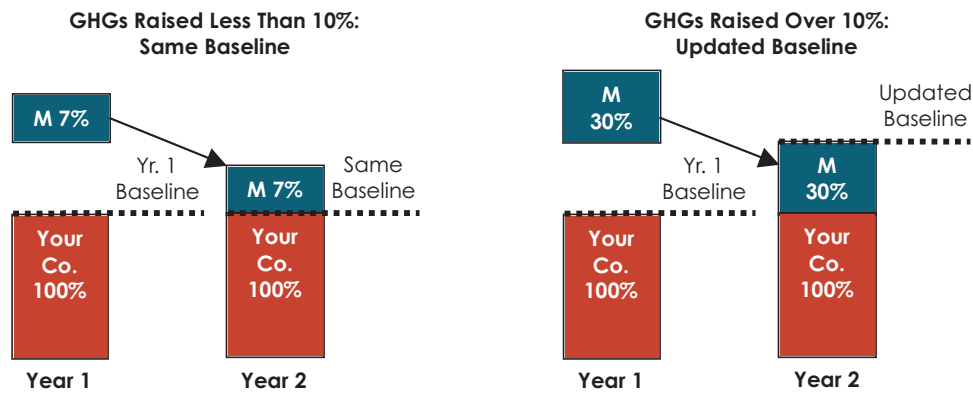 GHGs Raised Less Than 10%:
Same Baseline
M 7%
Yr. 1
Baseline
M 7%
Same
Baseline
Your
Co.
100%
Your
Co.
100%
Year 1
Year 2
GHGs Raised Over 10%:
Updated Baseline
M
30%
Updated
Baseline
Yr. 1
Baseline
M
30%
Your
Co.
100%
Your
Co.
100%
Year 1
Year 2